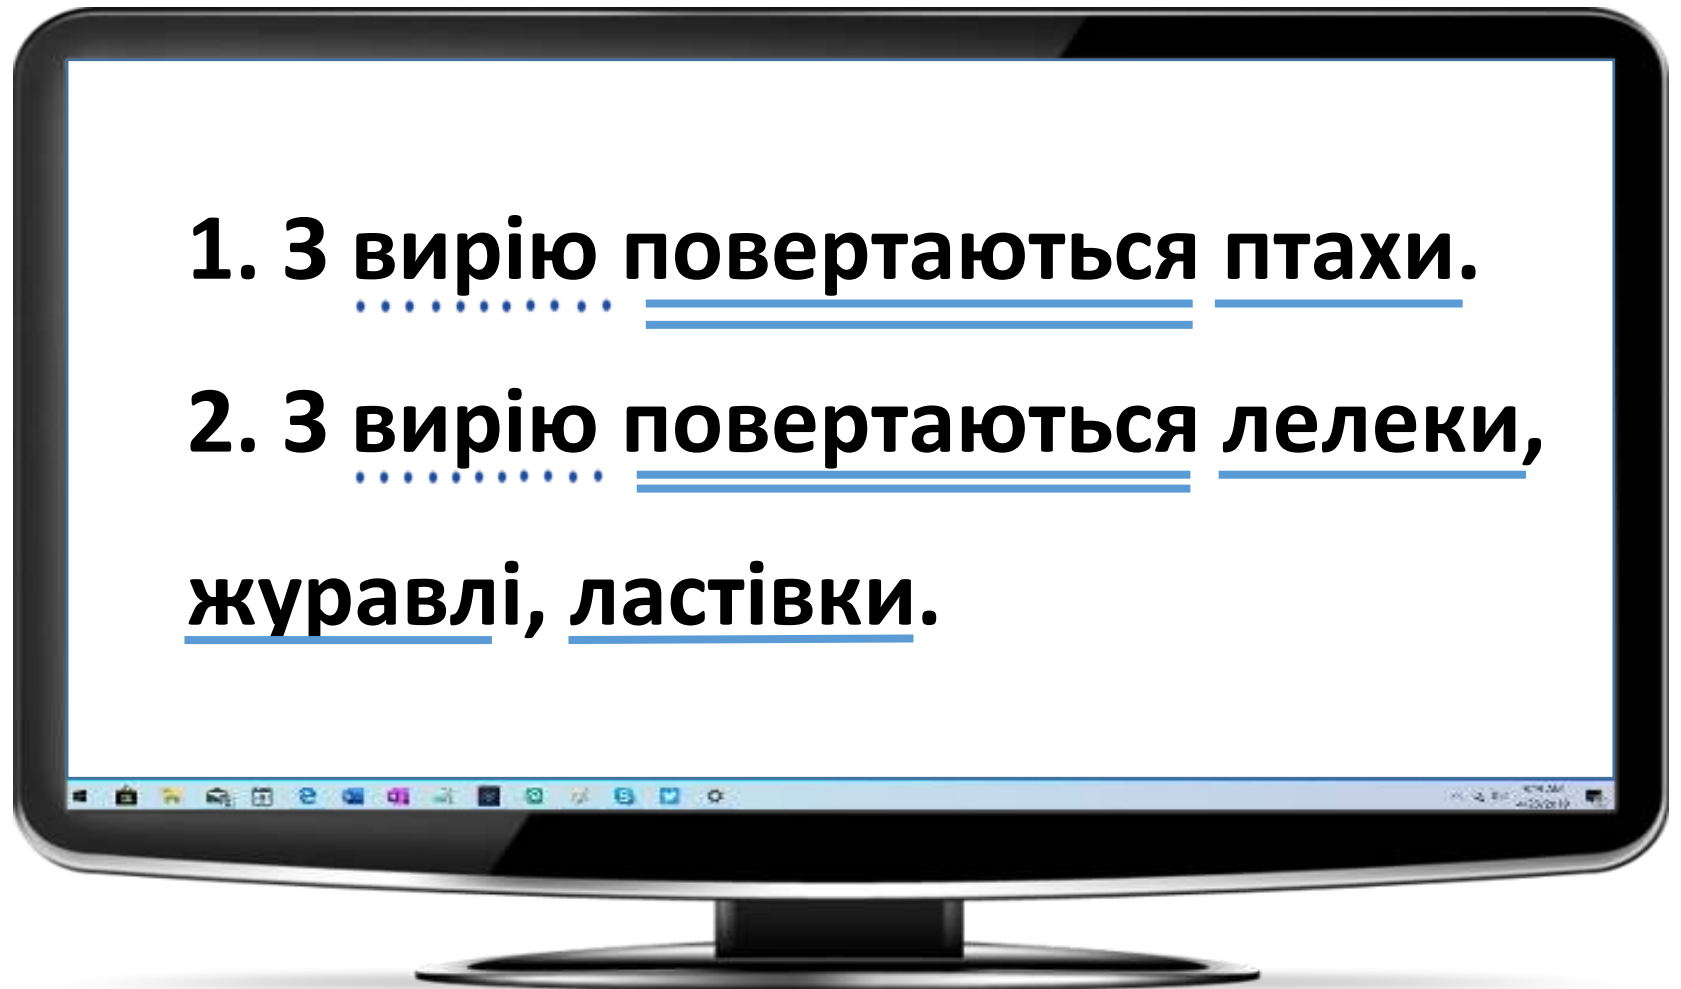 1. З вирію повертаються птахи.
2. З вирію повертаються лелеки,
журавлі, ластівки.